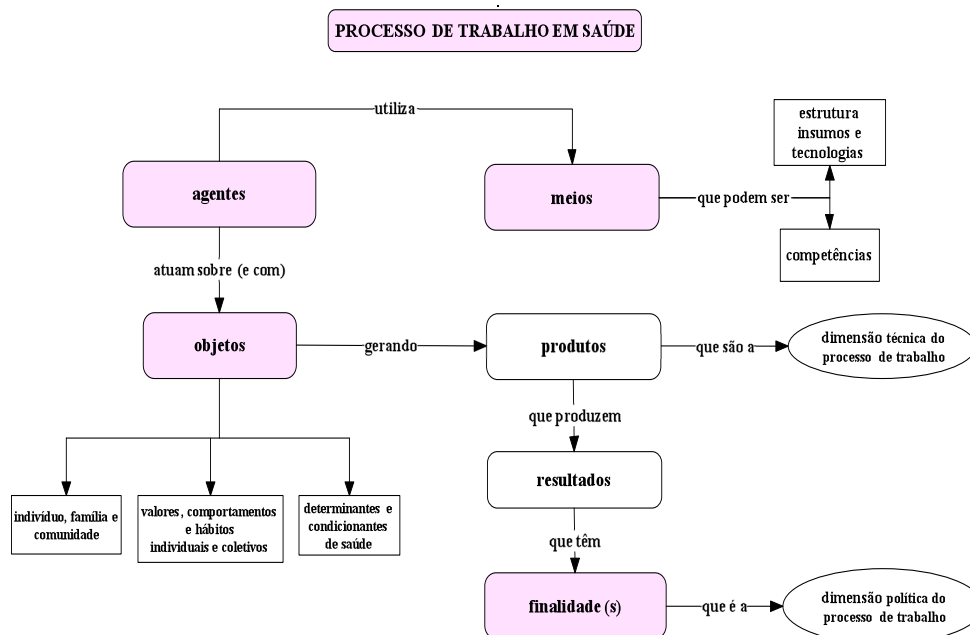 PROCESSO DE TRABALHO EM SAÚDE
utiliza
estrutura
insumos e
tecnologias
agentes
meios
que podem ser
competências
atuam sobre (e com)
objetos
gerando
produtos
que são a
dimensão técnica do
processo de trabalho
que produzem
resultados
indivíduo, família e
comunidade
valores, comportamentos
e hábitos
individuais e coletivos
determinantes e
condicionantes
de saúde
que têm
finalidade (s)
que é a
dimensão política do
processo de trabalho